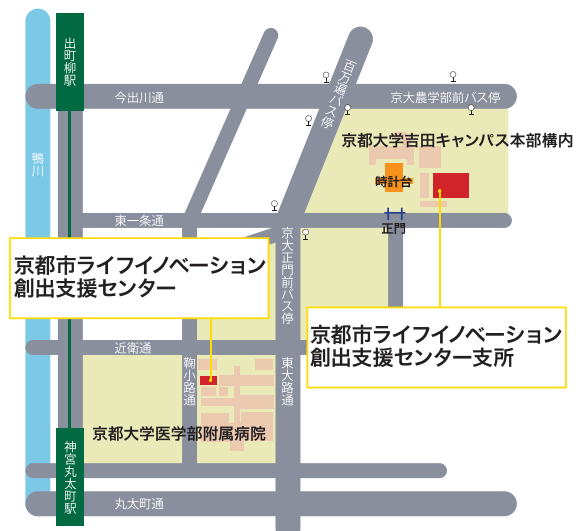 出町柳駅
今出川通
百万遍バス停
京大農学部前バス停
鴨川
京都大学吉田キャンパス本部構内
時計台
正門
東一条通
京大正門前バス停
京都市ライフイノベーション
創出支援センター
京都市ライフイノベーション
創出支援センター支所
近衛通
鞠小路通
東大路通
京都大学医学部附属病院
神宮丸太町駅
丸太町通